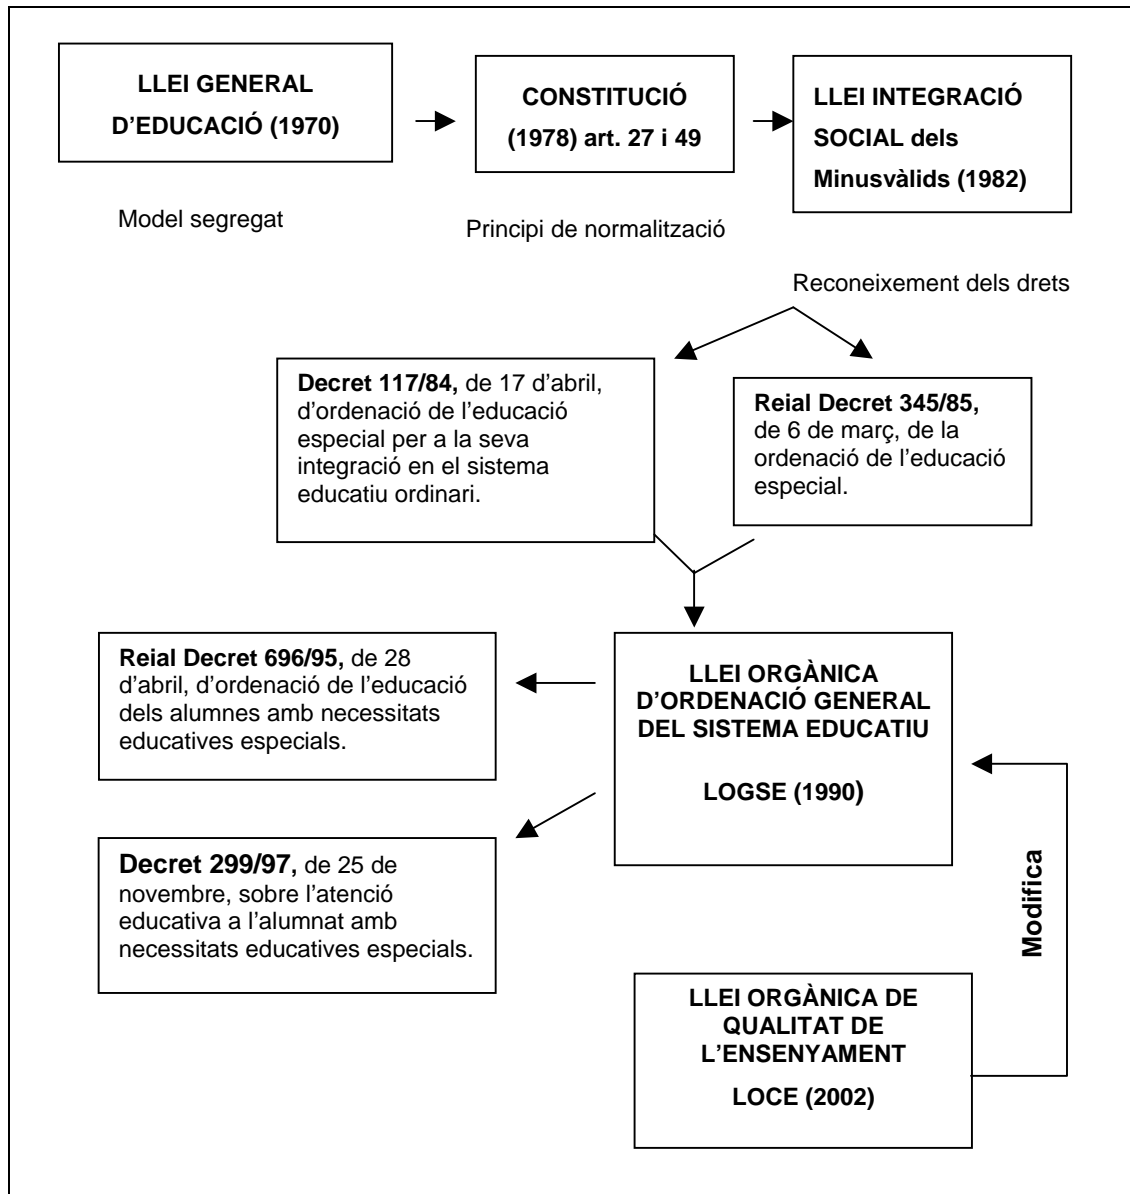 LLEI GENERAL
D’EDUCACIÓ (1970)
CONSTITUCIÓ
(1978) art. 27 i 49
LLEI INTEGRACIÓ
SOCIAL dels
Minusvàlids (1982)
Model segregat
Principi de normalització
Reconeixement dels drets
Decret 117/84, de 17 d’abril,
d’ordenació de l’educació
especial per a la seva
integració en el sistema
educatiu ordinari.
Reial Decret 345/85,
de 6 de març, de la
ordenació de l’educació
especial.
Reial Decret 696/95, de 28
d’abril, d’ordenació de l’educació
dels alumnes amb necessitats
educatives especials.
LLEI ORGÀNICA
D’ORDENACIÓ GENERAL
DEL SISTEMA EDUCATIU
LOGSE (1990)
Decret 299/97, de 25 de
novembre, sobre l’atenció
educativa a l’alumnat amb
necessitats educatives especials.
Modifica
LLEI ORGÀNICA DE
QUALITAT DE
L’ENSENYAMENT
LOCE (2002)